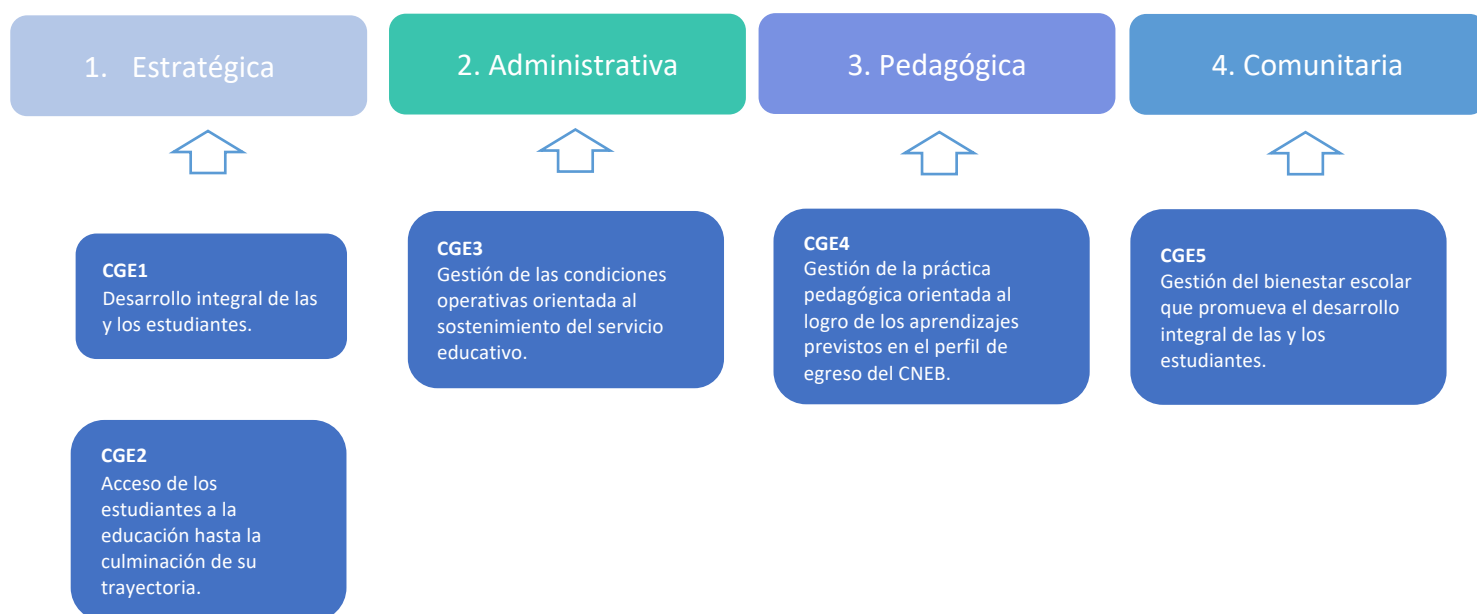 1. Estratégica
2. Administrativa
3. Pedagógica
4. Comunitaria
CGE1
Desarrollo integral de las
y los estudiantes.
CGE3
Gestión de las condiciones
operativas orientada al
sostenimiento del servicio
educativo.
CGE4
Gestión de la práctica
pedagógica orientada al
logro de los aprendizajes
previstos en el perfil de
egreso del CNEB.
CGE5
Gestión del bienestar escolar
que promueva el desarrollo
integral de las y los
estudiantes.
CGE2
Acceso de los
estudiantes a la
educación hasta la
culminación de su
trayectoria.